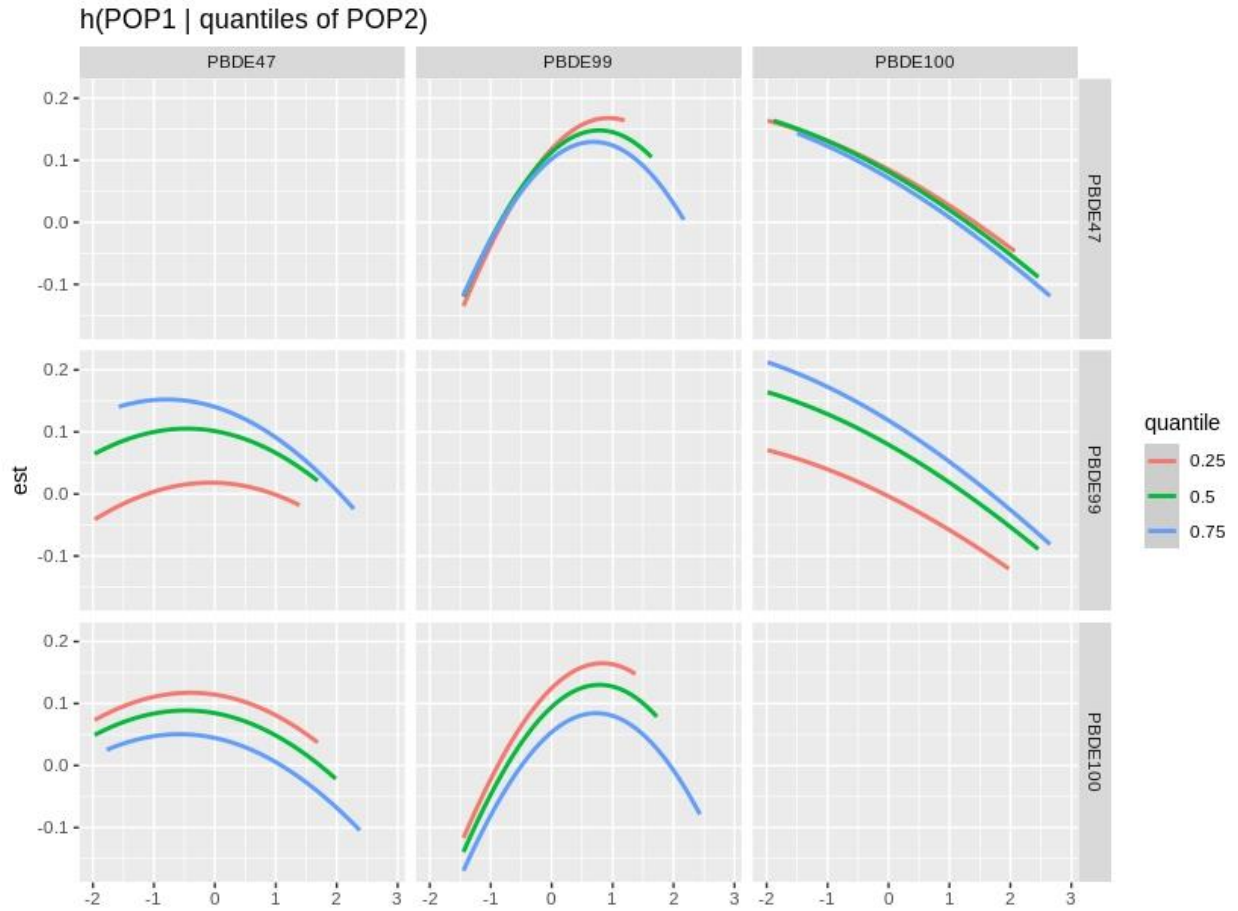 h(POP1 | quantiles of POP2)
PBDE47 PBDE99 PBDE100
0.2
0.1
0.0
-0.1
PBDE47
0.2
0.1
0.0
-0.1
PBDE99
est
quantile
0.25
0.5
0.75
0.2
0.1
0.0
-0.1
PBDE100
-2 -1 0 1 2 3 -2 -1 0 1 2 3 -2 -1 0 1 2 3